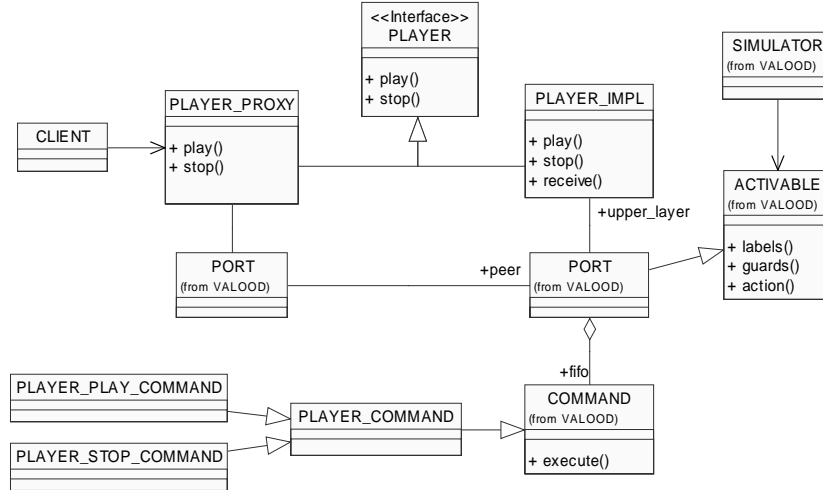 <<Interface>>
PLAYER
+ play()
+ stop()
SIMULATOR
(from VALOOD)
PLAYER_PROXY
+ play()
+ stop()
PLAYER_IMPL
+ play()
+ stop()
+ receive()
CLIENT
ACTIVABLE
(from VALOOD)
+ labels()
+ guards()
+ action()
+upper_layer
PORT
(from VALOOD)
+peer
PORT
(from VALOOD)
+fifo
PLAYER_PLAY_COMMAND
PLAYER_COMMAND
COMMAND
(from VALOOD)
+ execute()
PLAYER_STOP_COMMAND